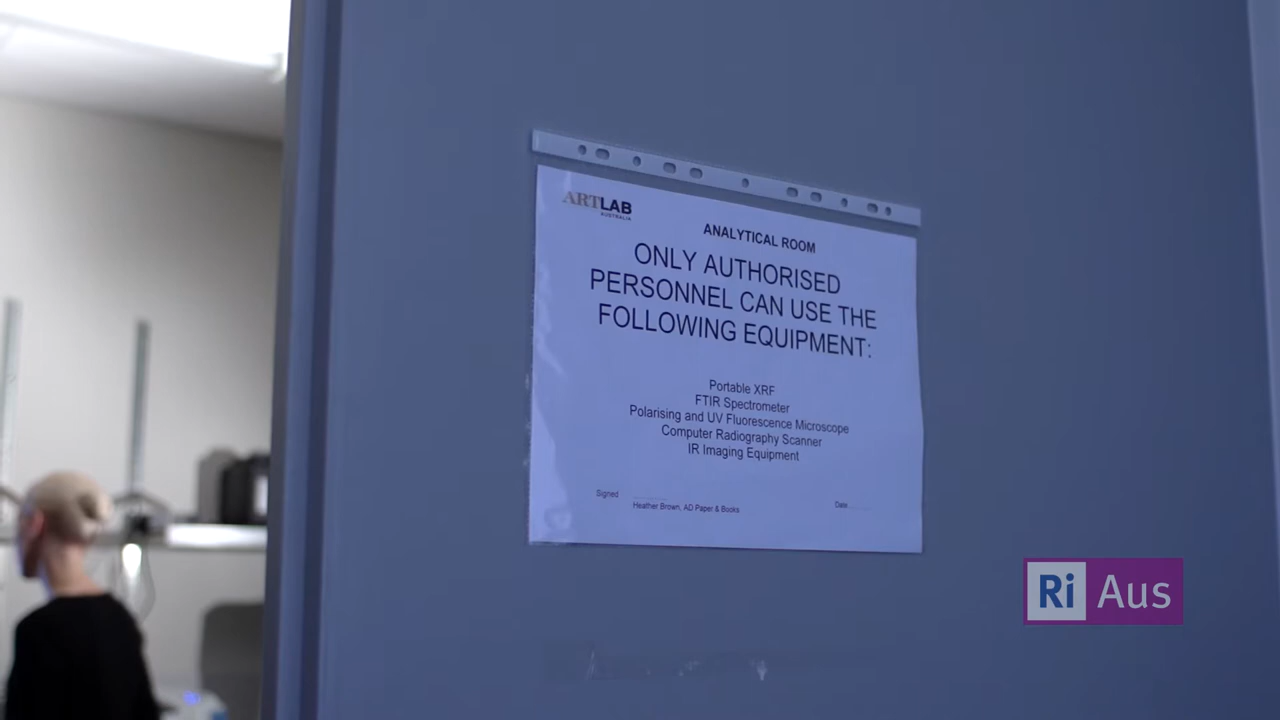 ARTLAB
AUSTRALIA
ANALYTICAL ROOM
ONLY AUTHORISED
PERSONNEL CAN USE THE
FOLLOWING EQUIPMENT:
Portable XRF
FTIR Spectrometer
Polarising and UV Fluorescence Microscope
Computer Radiography Scanner
IR Imaging Equipment
Signed
Heather Brown, AD Paper & Books
Date
Ri Aus